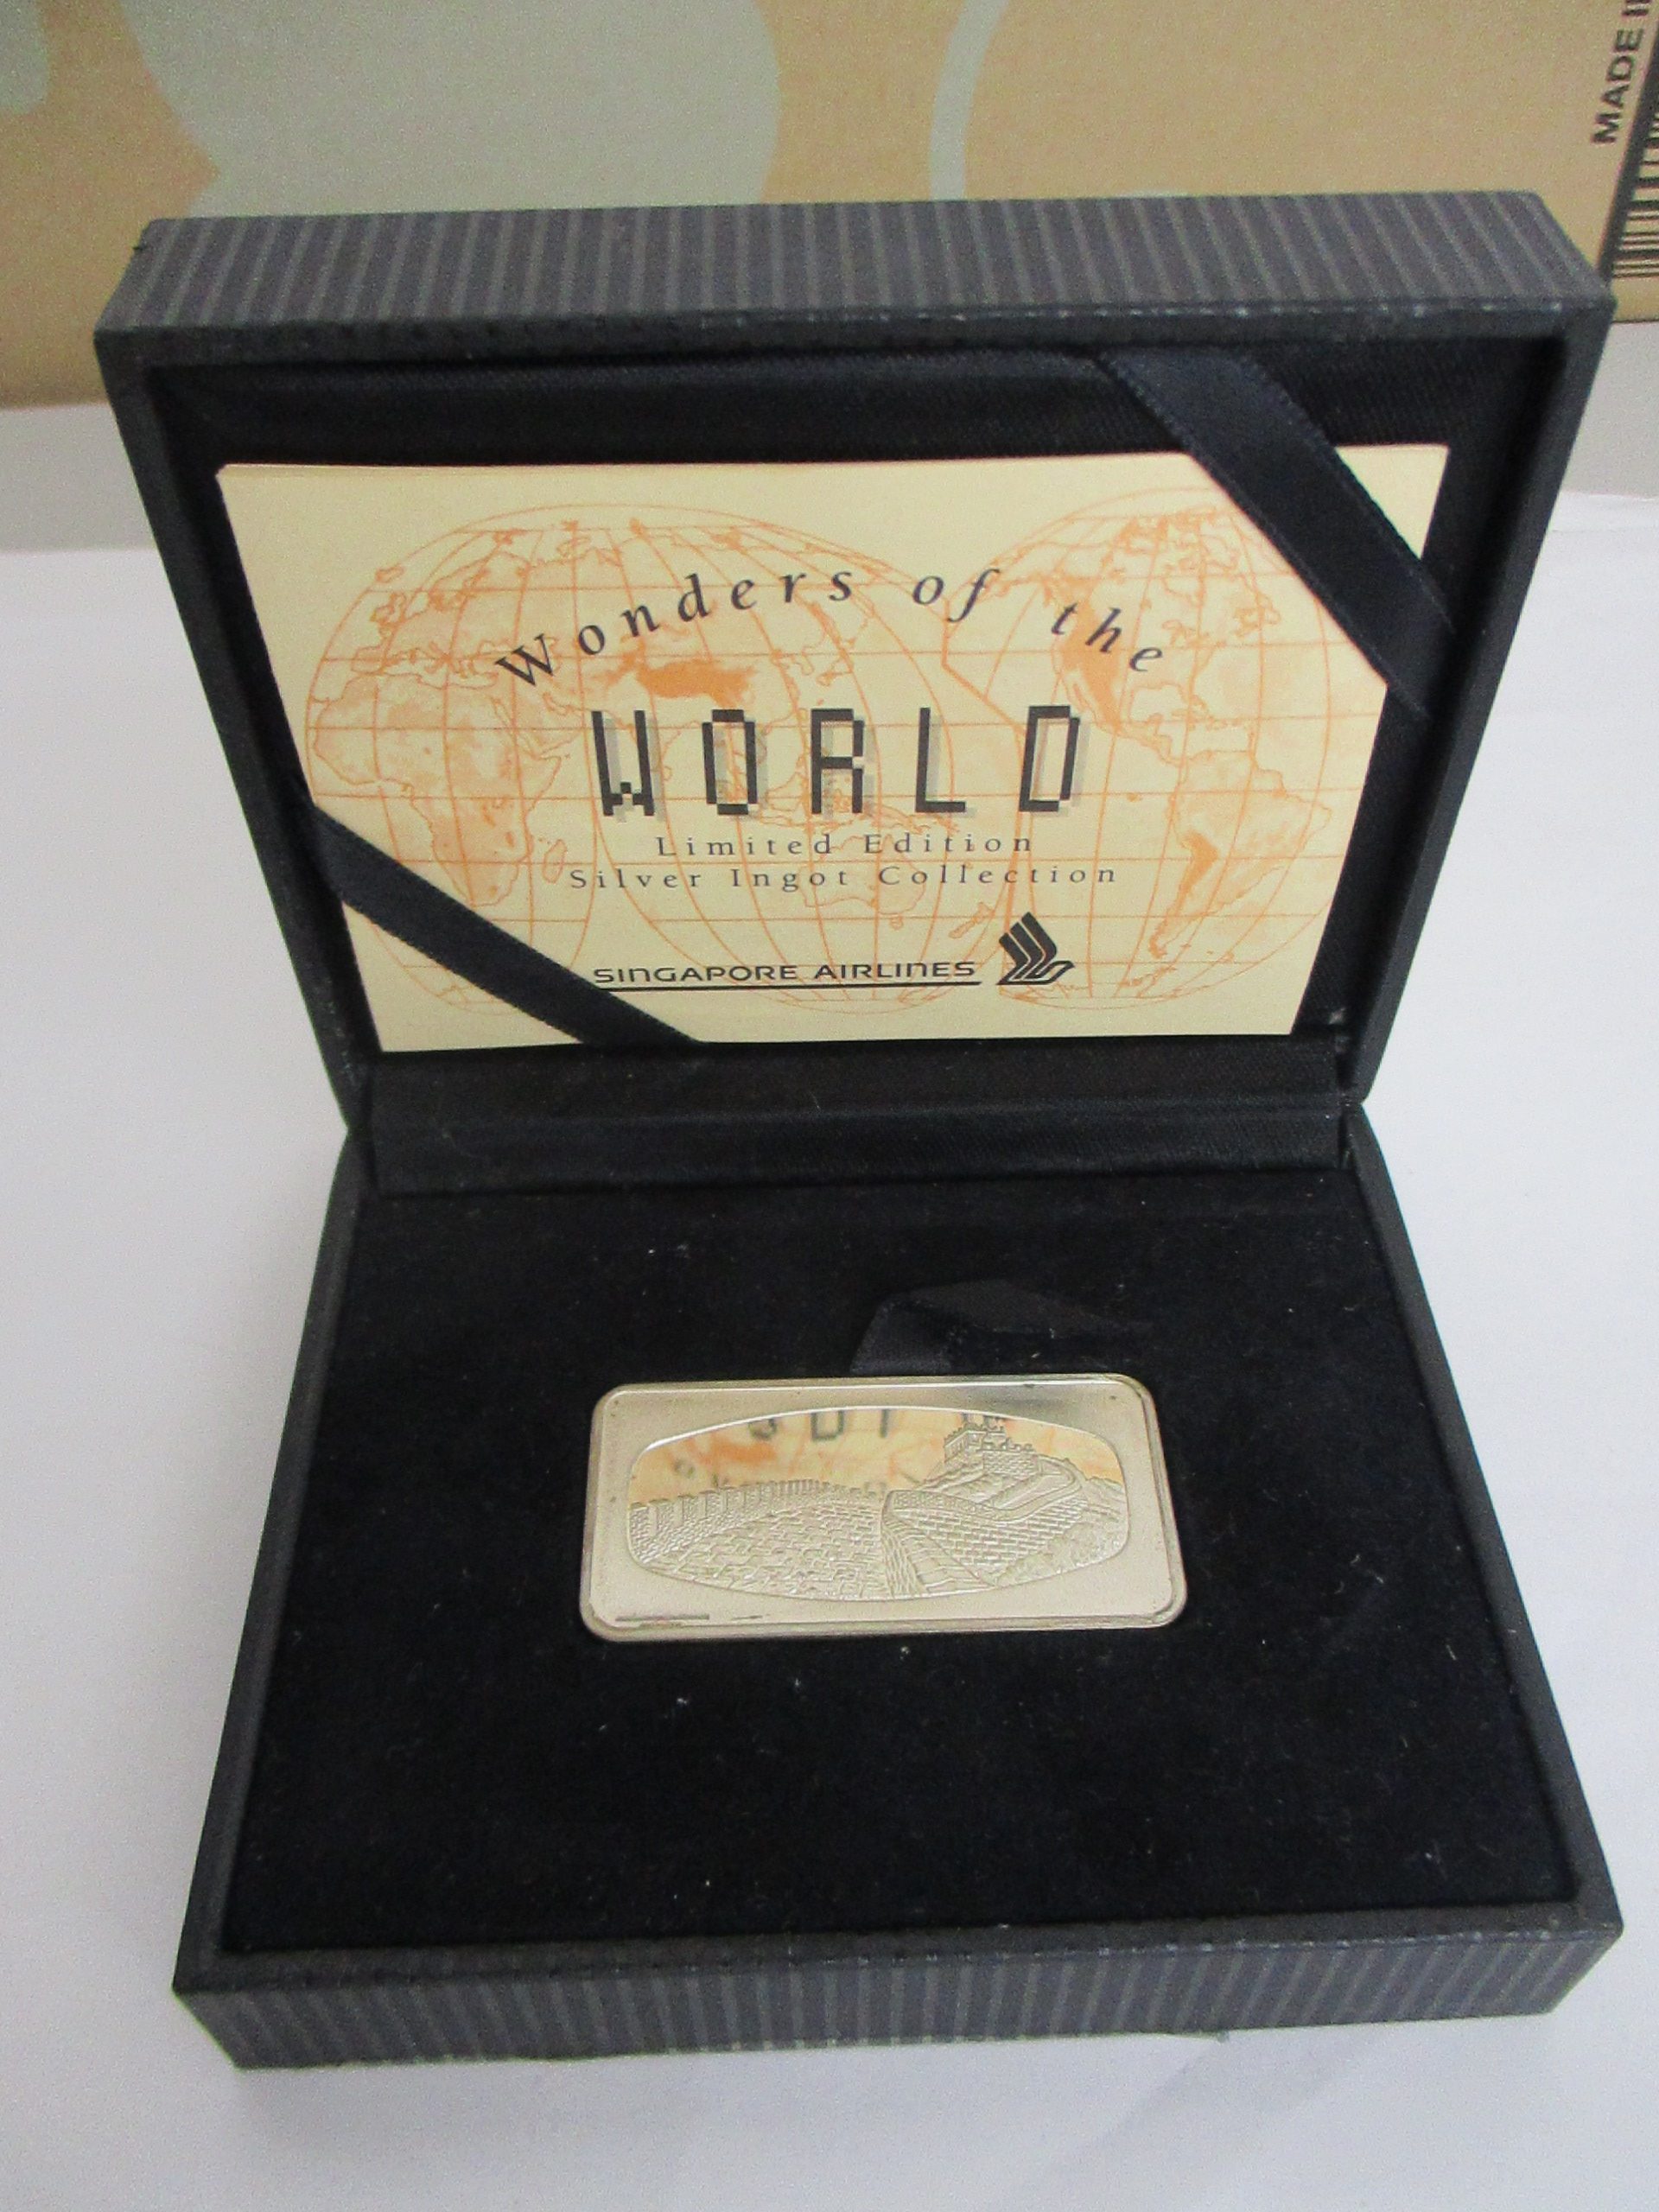 MADE I
Wonders of the
WORLD
Limited Edition
Silver Ingot Collection
SINGAPORE AIRLINES